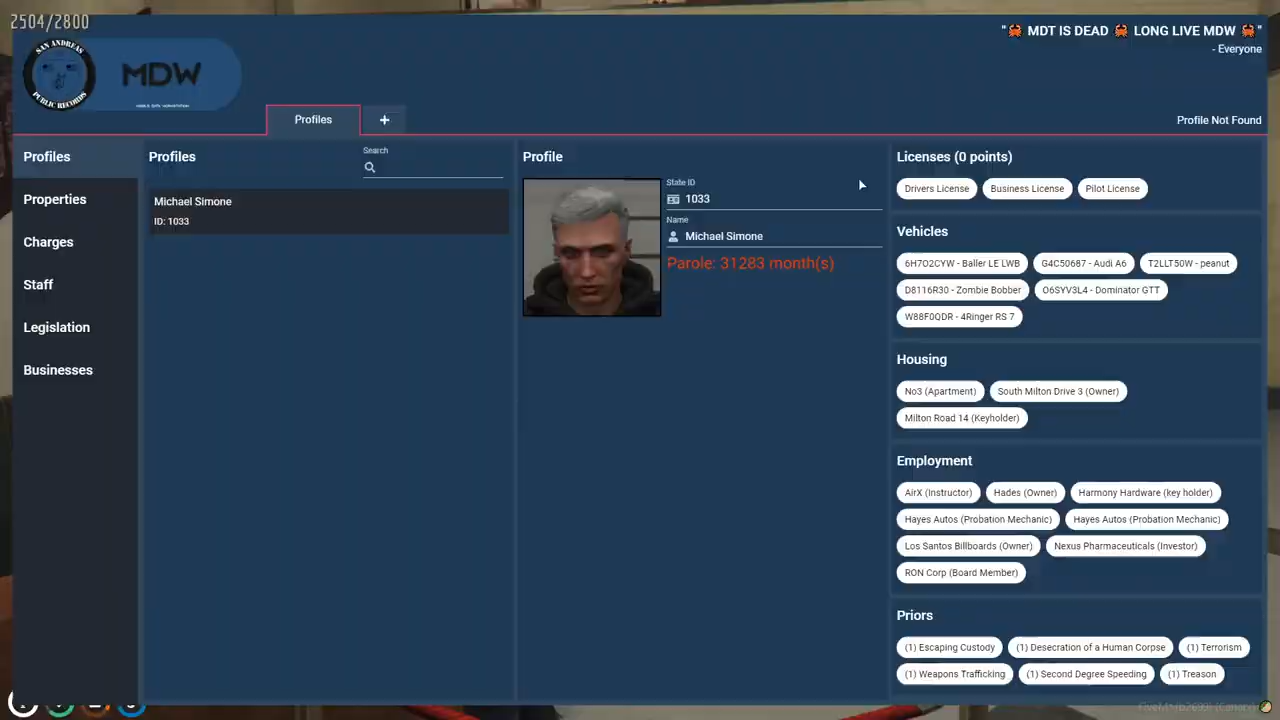 2504/2800
"🦀 MDT IS DEAD 🦀 LONG LIVE MDW 🦀"
- Everyone
SAN ANDREAS
PUBLIC RECORDS
MDW
MOBILE DATA WORKSTATION
Profiles
+
Profile Not Found
Profiles
Properties
Charges
Staff
Legislation
Businesses
Profiles
Search
Michael Simone
ID: 1033
Profile
State ID
1033
Name
Michael Simone
Parole: 31283 month(s)
Licenses (0 points)
Drivers License Business License Pilot License
Vehicles
6H7O2CYW - Baller LE LWB G4C50687 - Audi A6 T2LLT50W - peanut
D8116R30 - Zombie Bobber O6SYV3L4 - Dominator GTT
W88F0QDR - 4Ringer RS 7
Housing
No3 (Apartment) South Milton Drive 3 (Owner)
Milton Road 14 (Keyholder)
Employment
AirX (Instructor) Hades (Owner) Harmony Hardware (key holder)
Hayes Autos (Probation Mechanic) Hayes Autos (Probation Mechanic)
Los Santos Billboards (Owner) Nexus Pharmaceuticals (Investor)
RON Corp (Board Member)
Priors
(1) Escaping Custody (1) Desecration of a Human Corpse (1) Terrorism
(1) Weapons Trafficking (1) Second Degree Speeding (1) Treason